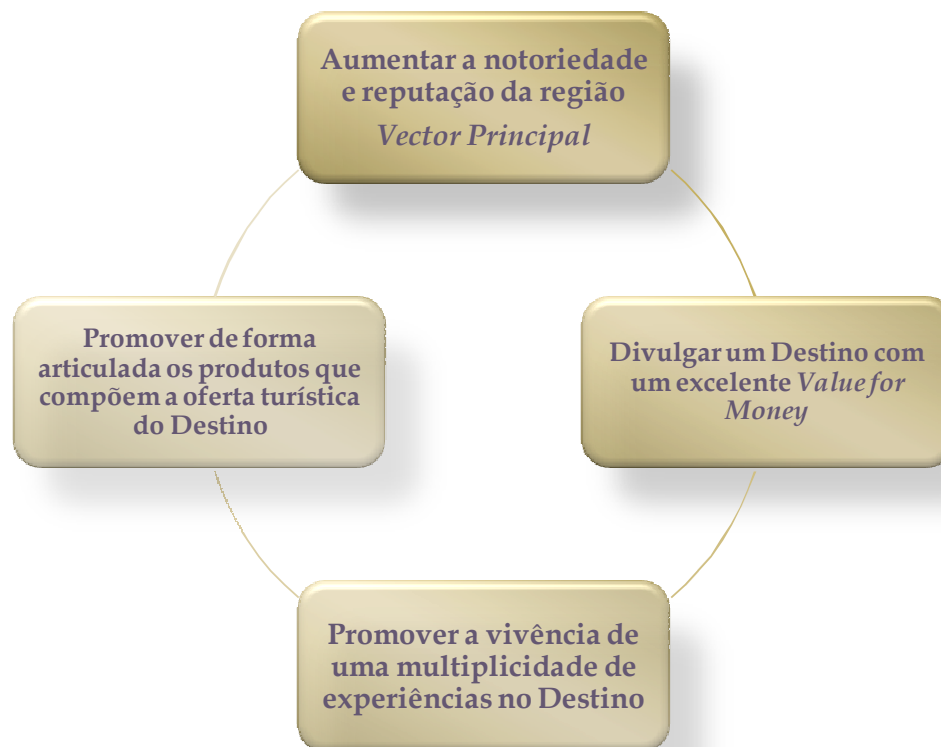 Aumentar a notoriedade
e reputação da região
Vector Principal
Promover de forma
articulada os produtos que
compõem a oferta turística
do Destino
Divulgar um Destino com
um excelente Value for
Money
Promover a vivência de
uma multiplicidade de
experiências no Destino